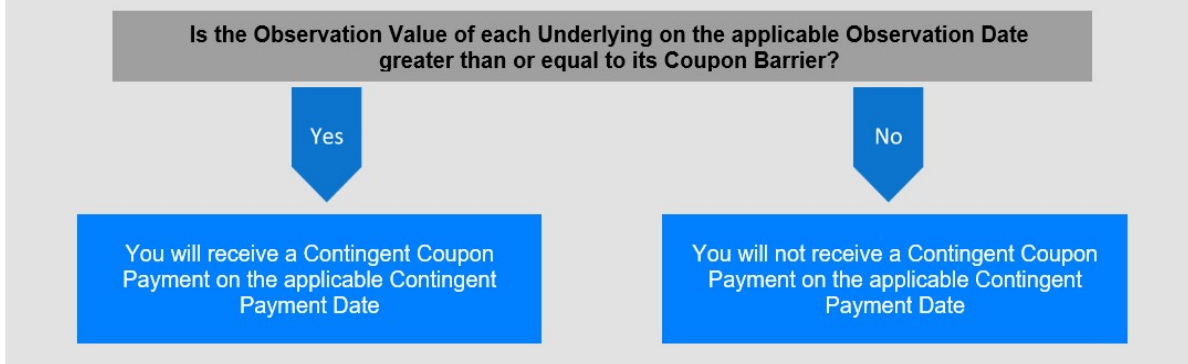 Is the Observation Value of each Underlying on the applicable Observation Date
greater than or equal to its Coupon Barrier?
Yes
No
You will receive a Contingent Coupon
Payment on the applicable Contingent
Payment Date
You will not receive a Contingent Coupon
Payment on the applicable Contingent
Payment Date